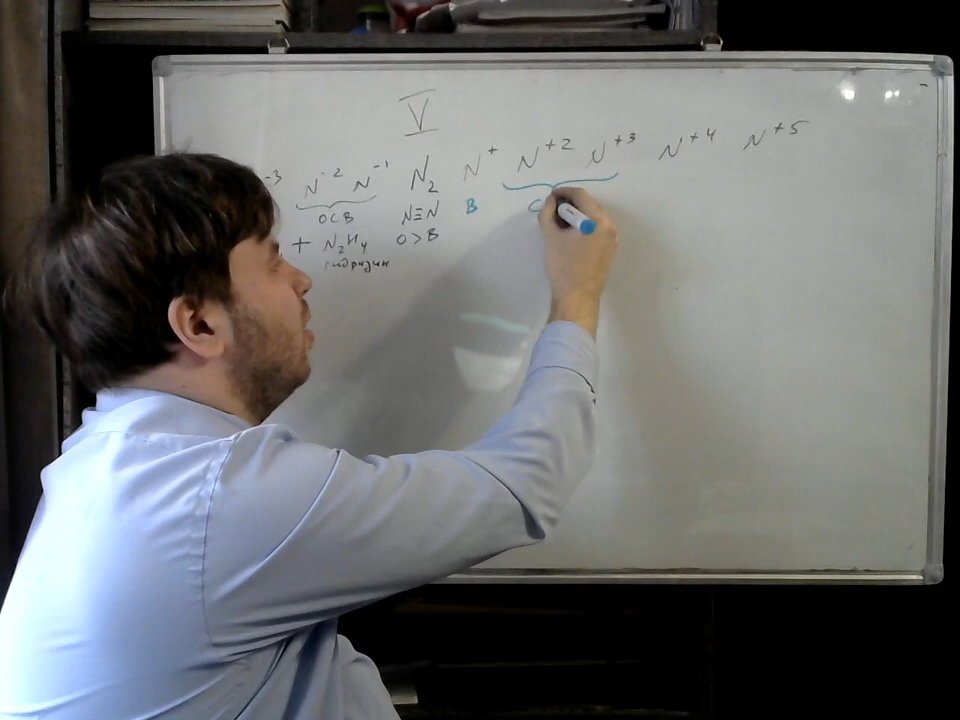 V
-3 N⁻² N⁻¹ N₂ N⁺ N⁺² N⁺³ N⁺⁴ N⁺⁵
ОСВ N≡N В С
+ N₂H₄ О>В
гидразин